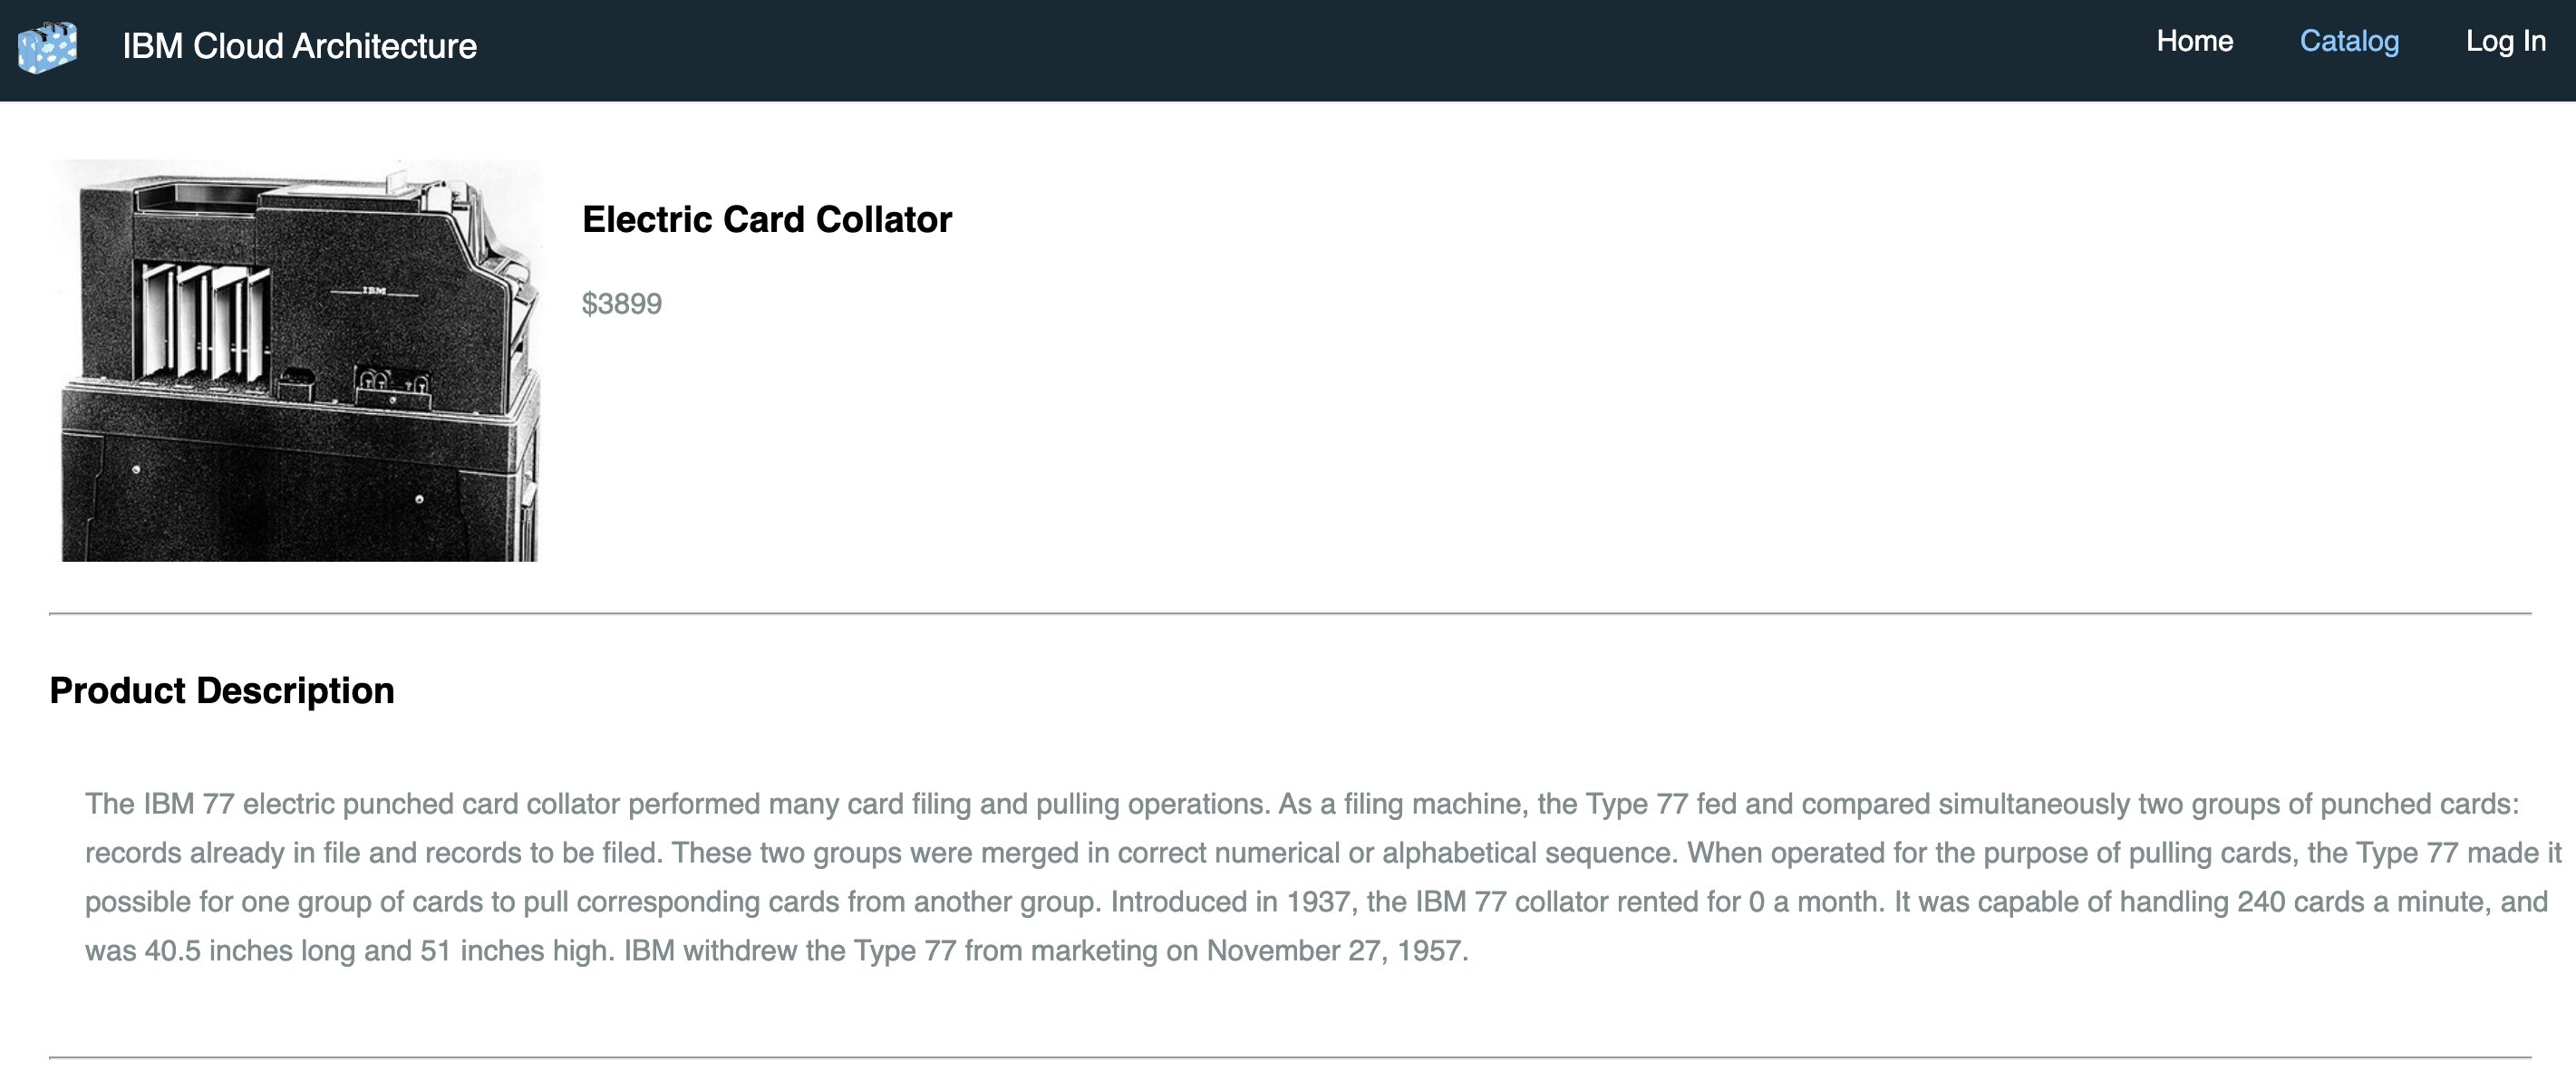 IBM Cloud Architecture
Home
Catalog
Log In
IBM
Electric Card Collator
$3899
Product Description
The IBM 77 electric punched card collator performed many card filing and pulling operations. As a filing machine, the Type 77 fed and compared simultaneously two groups of punched cards:
records already in file and records to be filed. These two groups were merged in correct numerical or alphabetical sequence. When operated for the purpose of pulling cards, the Type 77 made it
possible for one group of cards to pull corresponding cards from another group. Introduced in 1937, the IBM 77 collator rented for 0 a month. It was capable of handling 240 cards a minute, and
was 40.5 inches long and 51 inches high. IBM withdrew the Type 77 from marketing on November 27, 1957.